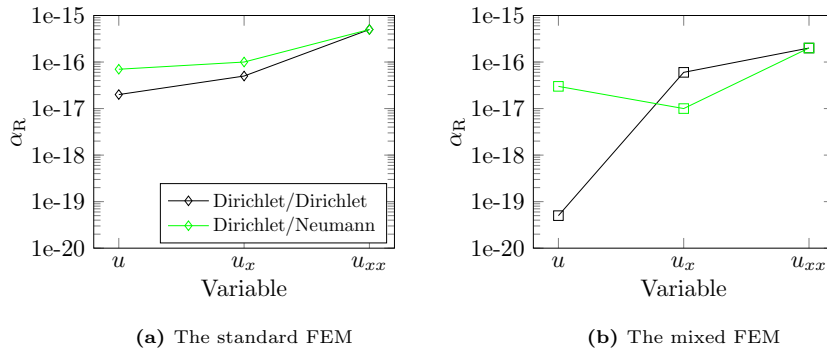 1e-15
1e-16
1e-17
1e-18
1e-19
1e-20
αR
u
ux
uxx
Variable
Dirichlet/Dirichlet
Dirichlet/Neumann
(a) The standard FEM
1e-15
1e-16
1e-17
1e-18
1e-19
1e-20
αR
u
ux
uxx
Variable
(b) The mixed FEM